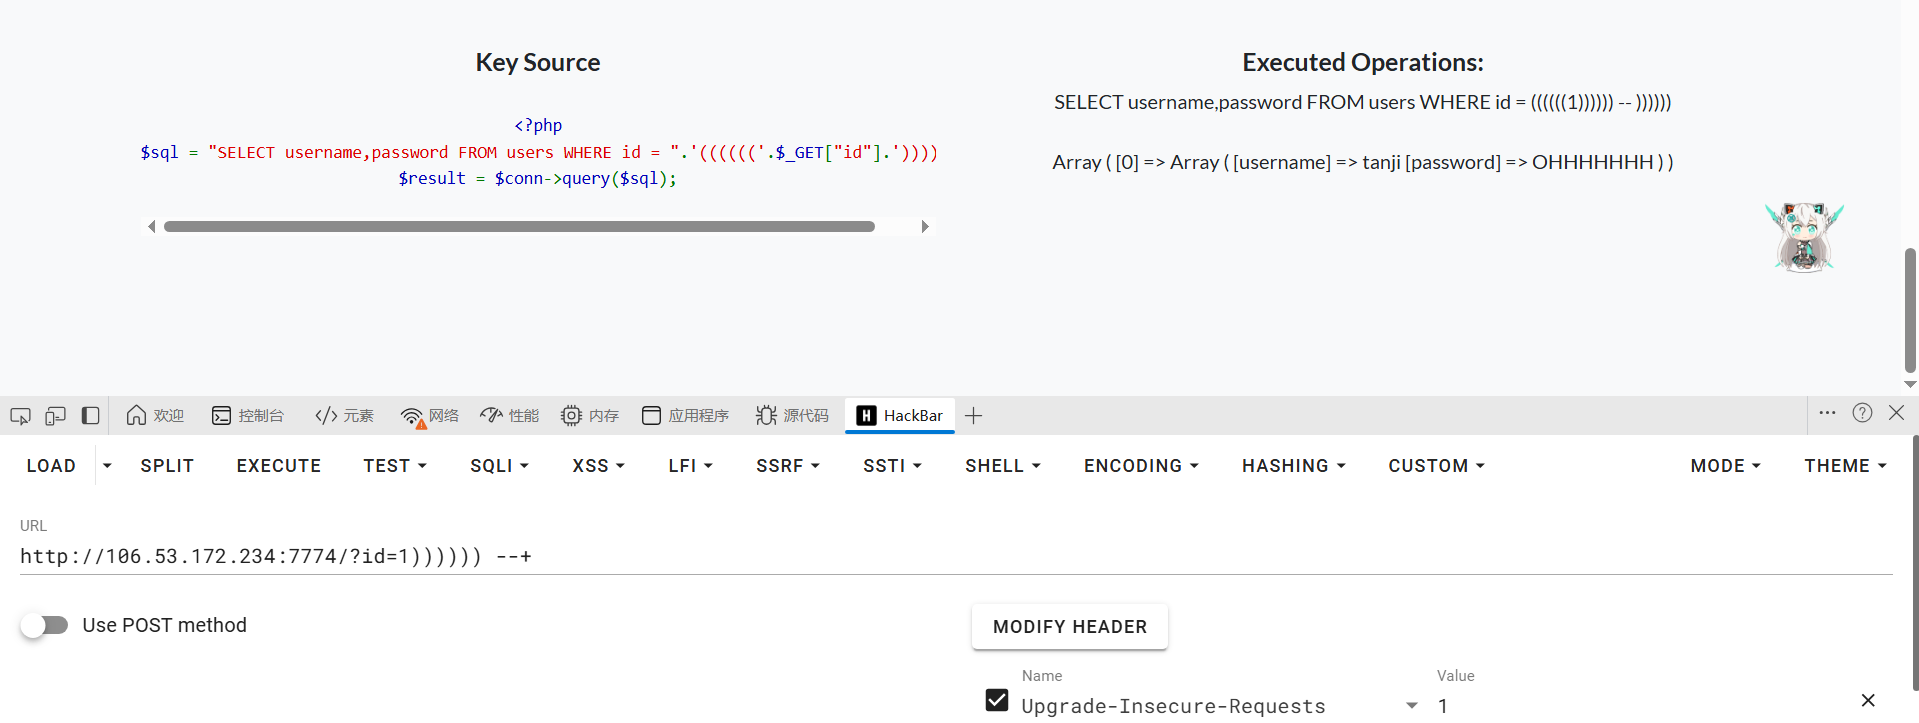 Key Source
<?php
$sql = "SELECT username,password FROM users WHERE id = ".'(((((('.$_GET["id"].'))))
$result = $conn->query($sql);
Executed Operations:
SELECT username,password FROM users WHERE id = ((((((1)))))) -- ))))))
Array ( [0] => Array ( [username] => tanji [password] => OHHHHHHH ) )
欢迎 控制台 元素 网络 性能 内存 应用程序 源代码 HackBar
LOAD SPLIT EXECUTE TEST SQLI XSS LFI SSRF SSTI SHELL ENCODING HASHING CUSTOM MODE THEME
URL
http://106.53.172.234:7774/?id=1)))))) --+
Use POST method
MODIFY HEADER
Name Value
Upgrade-Insecure-Requests 1